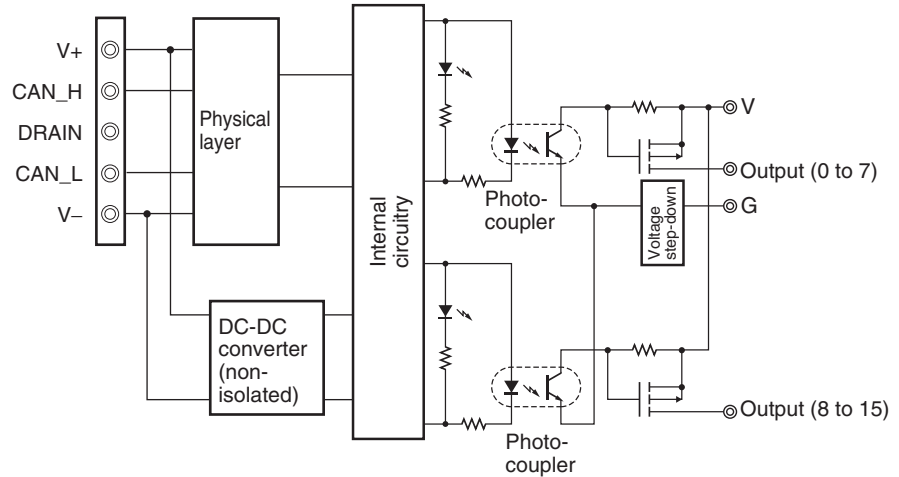 V+
CAN_H
DRAIN
CAN_L
V–
Physical
layer
DC-DC
converter
(non-
isolated)
Internal
circuitry
Photo-
coupler
V
Output (0 to 7)
G
Voltage
step-down
Photo-
coupler
Output (8 to 15)